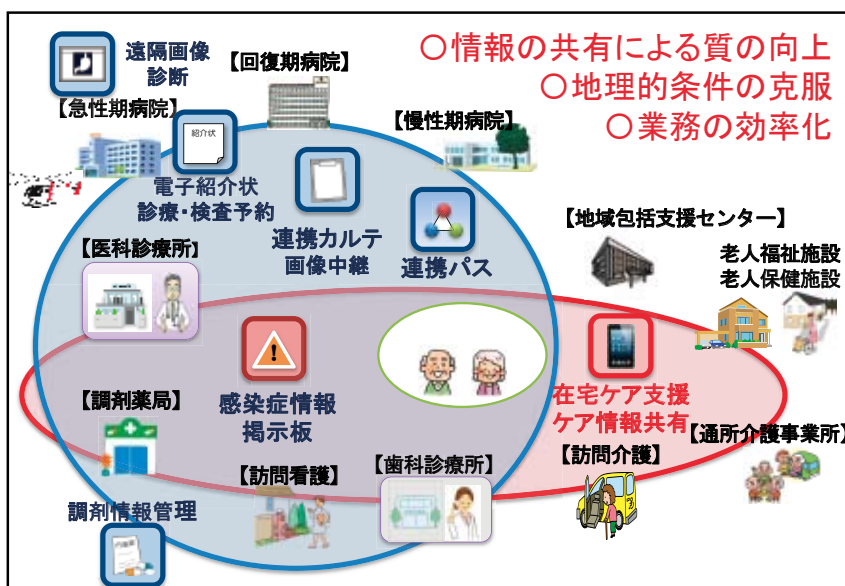 ○情報の共有による質の向上
○地理的条件の克服
○業務の効率化
遠隔画像
診断
【回復期病院】
【急性期病院】
紹介状
【慢性期病院】
電子紹介状
診療・検査予約
連携カルテ
画像中継
連携パス
【地域包括支援センター】
老人福祉施設
老人保健施設
【医科診療所】
感染症情報
掲示板
在宅ケア支援
ケア情報共有
【調剤薬局】
【訪問看護】
【歯科診療所】
【訪問介護】
【通所介護事業所】
調剤情報管理